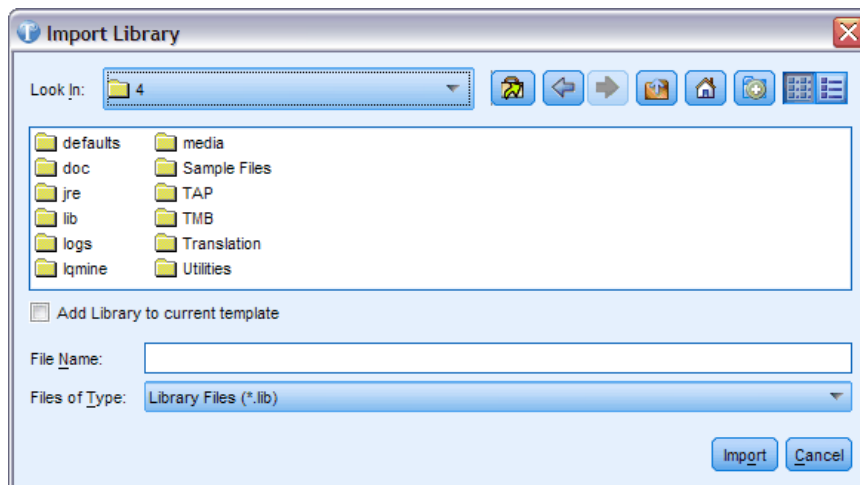 Import Library
Look In: 4
defaults media
doc Sample Files
jre TAP
lib TMB
logs Translation
lqmine Utilities
Add Library to current template
File Name:
Files of Type: Library Files (*.lib)
Import Cancel